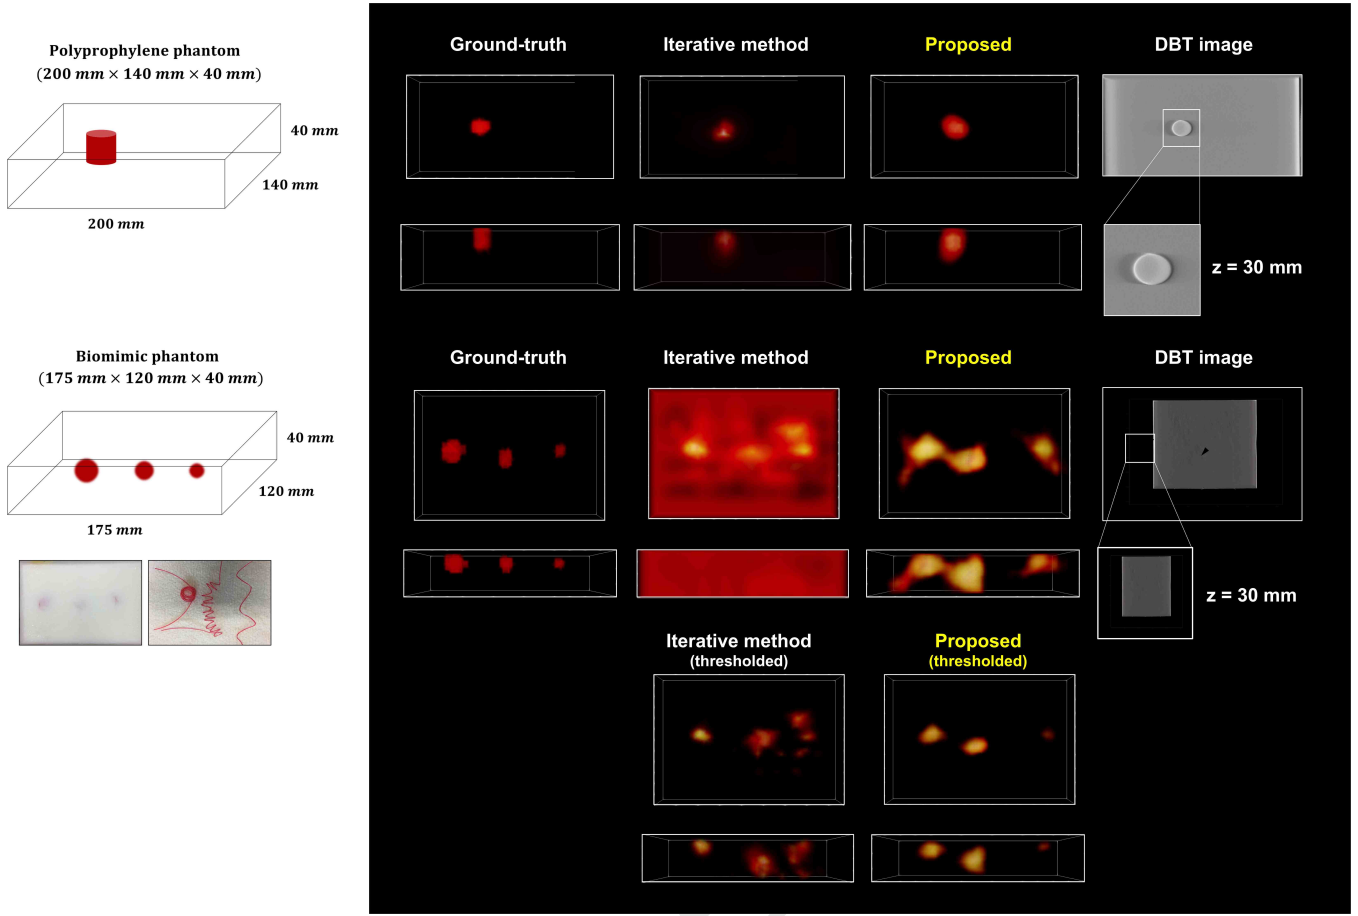 Polyprophylene phantom
(200 mm × 140 mm × 40 mm)
40 mm
140 mm
200 mm
Ground-truth
Iterative method
Proposed
DBT image
z = 30 mm
Biomimic phantom
(175 mm × 120 mm × 40 mm)
40 mm
120 mm
175 mm
Ground-truth
Iterative method
Proposed
DBT image
z = 30 mm
Iterative method
(thresholded)
Proposed
(thresholded)